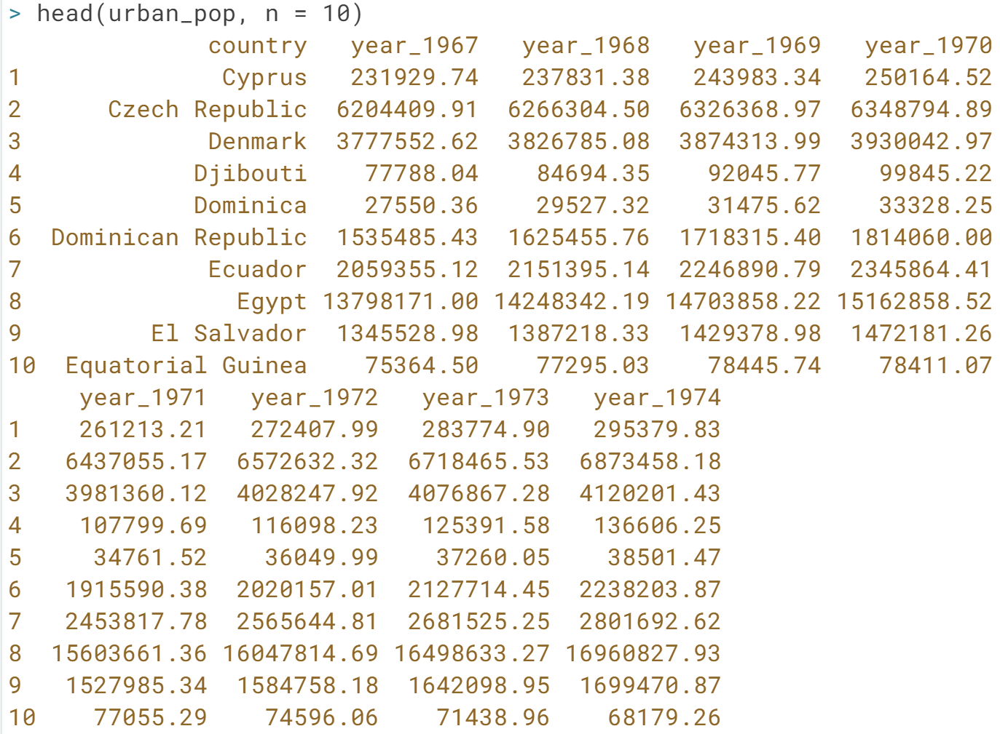 > head(urban_pop, n = 10)
country year_1967 year_1968 year_1969 year_1970
1 Cyprus 231929.74 237831.38 243983.34 250164.52
2 Czech Republic 6204409.91 6266304.50 6326368.97 6348794.89
3 Denmark 3777552.62 3826785.08 3874313.99 3930042.97
4 Djibouti 77788.04 84694.35 92045.77 99845.22
5 Dominica 27550.36 29527.32 31475.62 33328.25
6 Dominican Republic 1535485.43 1625455.76 1718315.40 1814060.00
7 Ecuador 2059355.12 2151395.14 2246890.79 2345864.41
8 Egypt 13798171.00 14248342.19 14703858.22 15162858.52
9 El Salvador 1345528.98 1387218.33 1429378.98 1472181.26
10 Equatorial Guinea 75364.50 77295.03 78445.74 78411.07
year_1971 year_1972 year_1973 year_1974
1 261213.21 272407.99 283774.90 295379.83
2 6437055.17 6572632.32 6718465.53 6873458.18
3 3981360.12 4028247.92 4076867.28 4120201.43
4 107799.69 116098.23 125391.58 136606.25
5 34761.52 36049.99 37260.05 38501.47
6 1915590.38 2020157.01 2127714.45 2238203.87
7 2453817.78 2565644.81 2681525.25 2801692.62
8 15603661.36 16047814.69 16498633.27 16960827.93
9 1527985.34 1584758.18 1642098.95 1699470.87
10 77055.29 74596.06 71438.96 68179.26